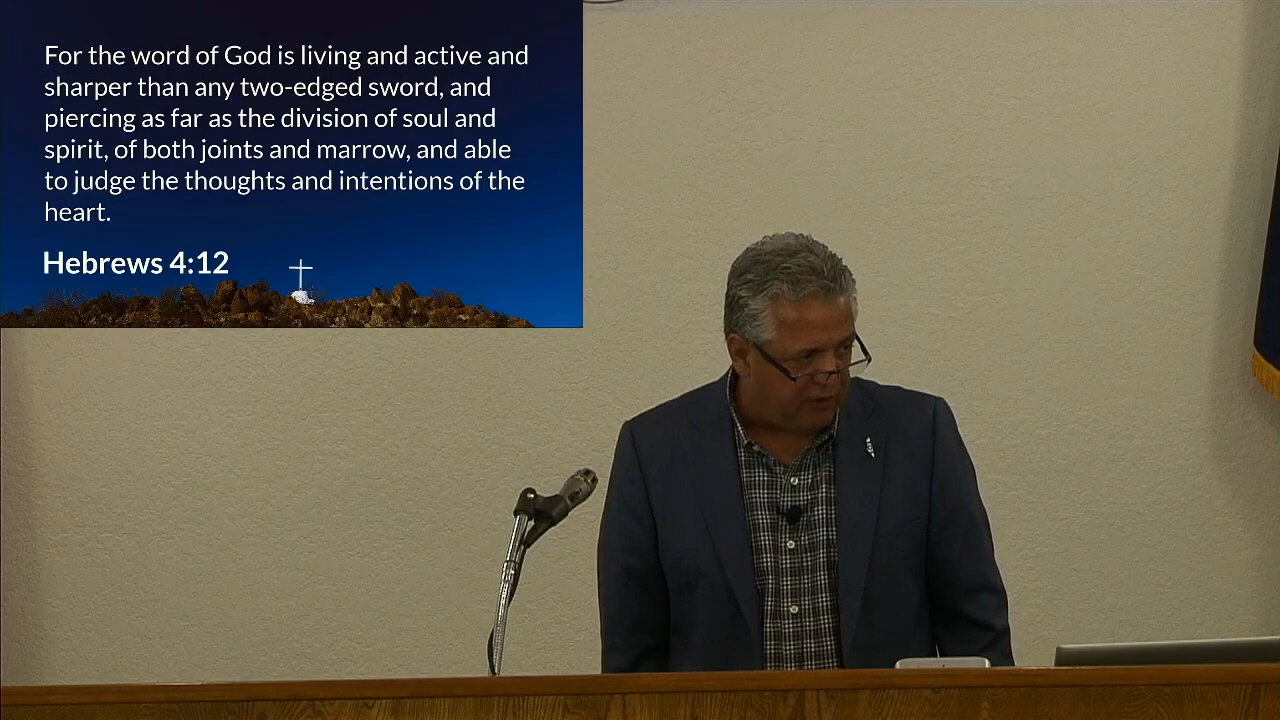 For the word of God is living and active and
sharper than any two-edged sword, and
piercing as far as the division of soul and
spirit, of both joints and marrow, and able
to judge the thoughts and intentions of the
heart.
Hebrews 4:12